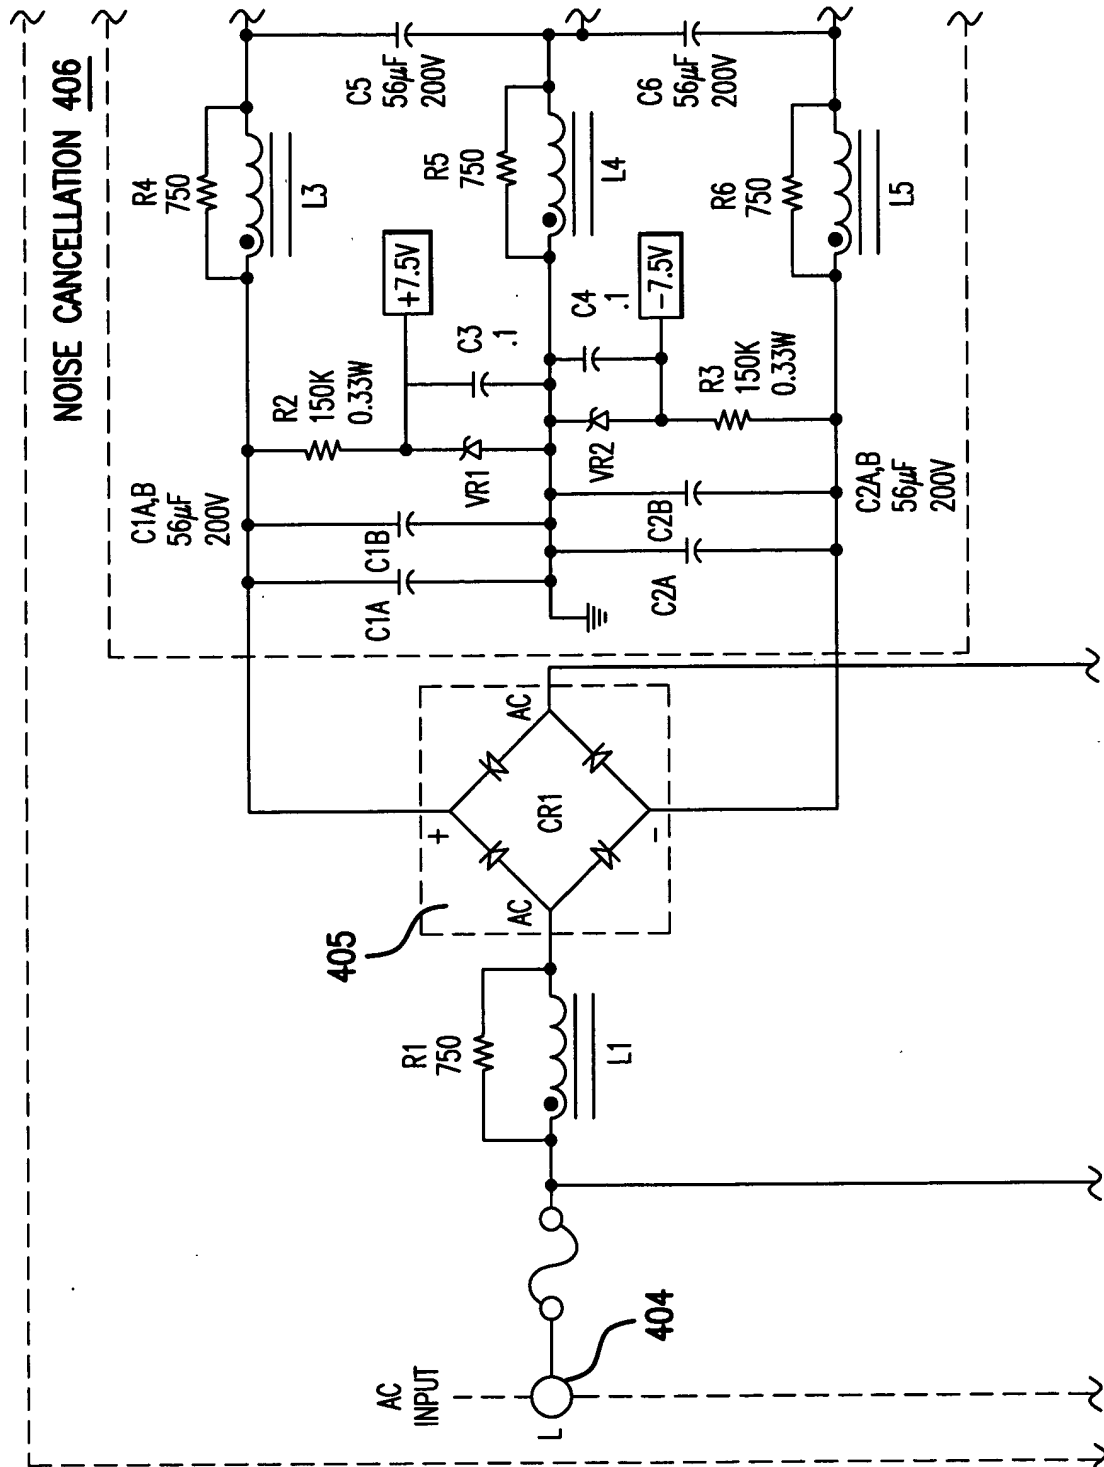 NOISE CANCELLATION 406
R4
750
L3
C5
56µF
200V
R5
750
L4
C6
56µF
200V
R6
750
L5
+7.5V
-7.5V
C3
.1
C4
.1
R2
150K
0.33W
R3
150K
0.33W
VR1
VR2
C1A,B
56µF
200V
C1B
C1A
C2B
C2A
C2A,B
56µF
200V
405
+
AC
CR1
AC
-
R1
750
L1
AC
INPUT
L
404